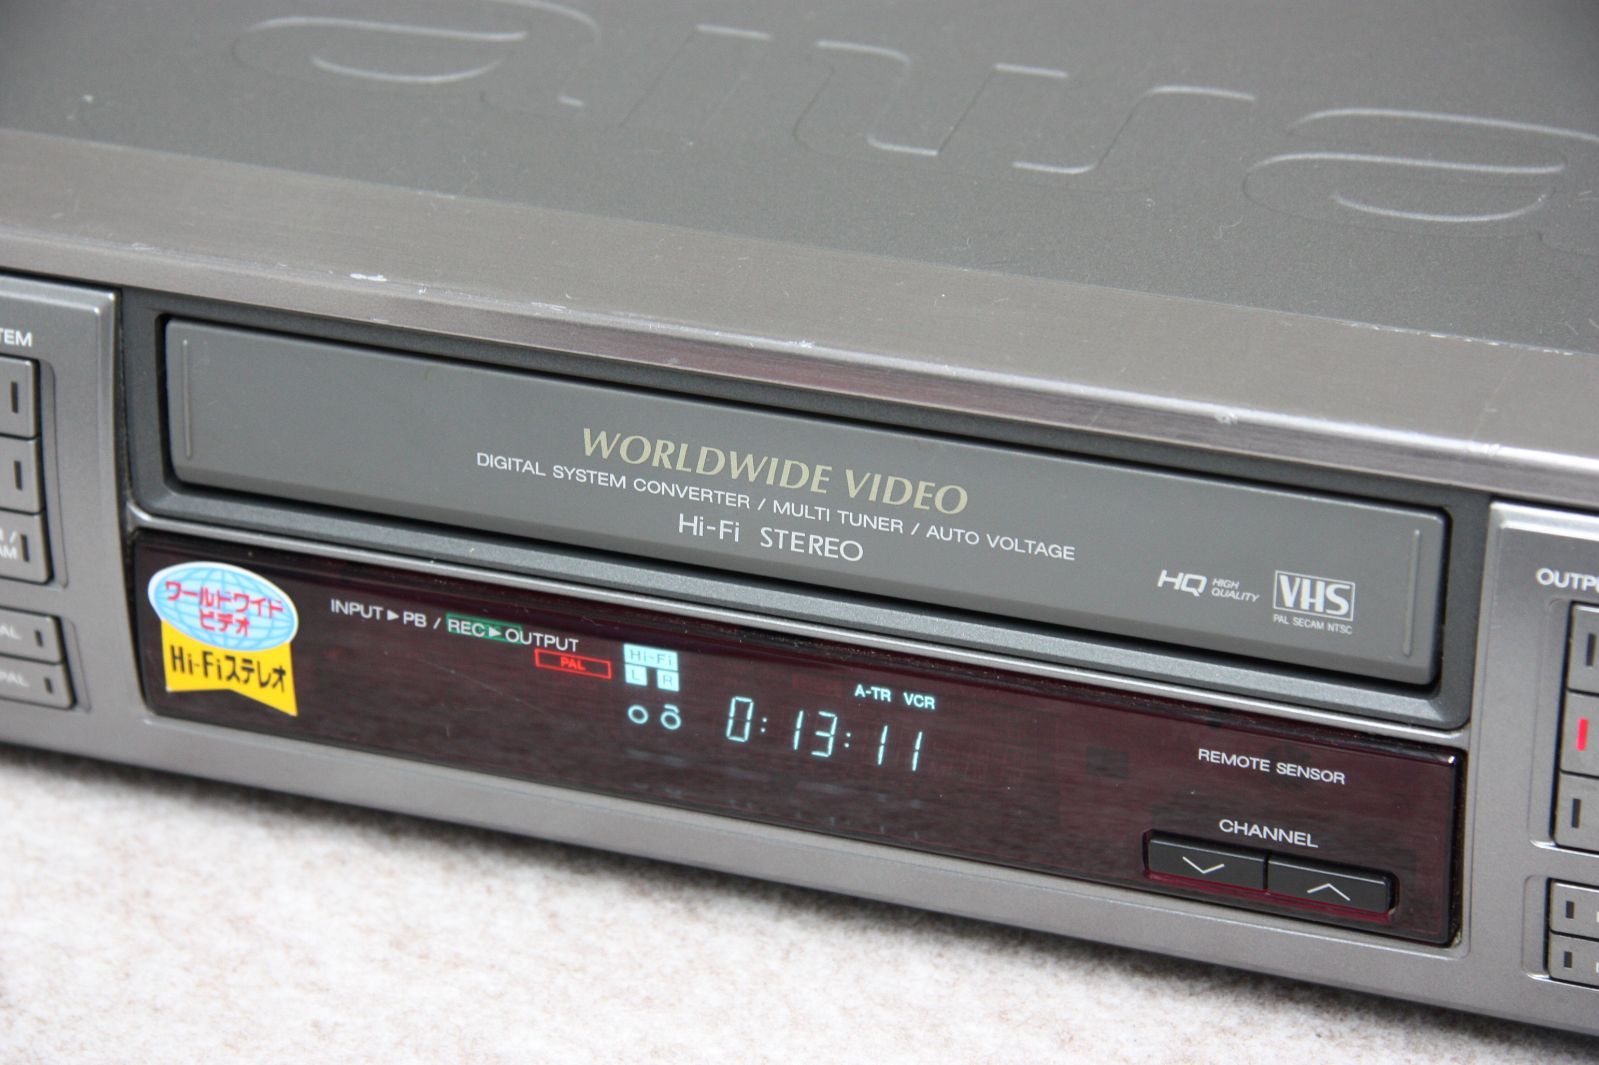 aiwa
WORLDWIDE VIDEO
DIGITAL SYSTEM CONVERTER / MULTI TUNER / AUTO VOLTAGE
Hi-Fi STEREO
HQ HIGH QUALITY
VHS
PAL SECAM NTSC
ワールドワイド
ビデオ
Hi-Fiステレオ
INPUT▶PB / REC▶OUTPUT
PAL
Hi-Fi
L R
A-TR VCR
0:13:11
REMOTE SENSOR
CHANNEL